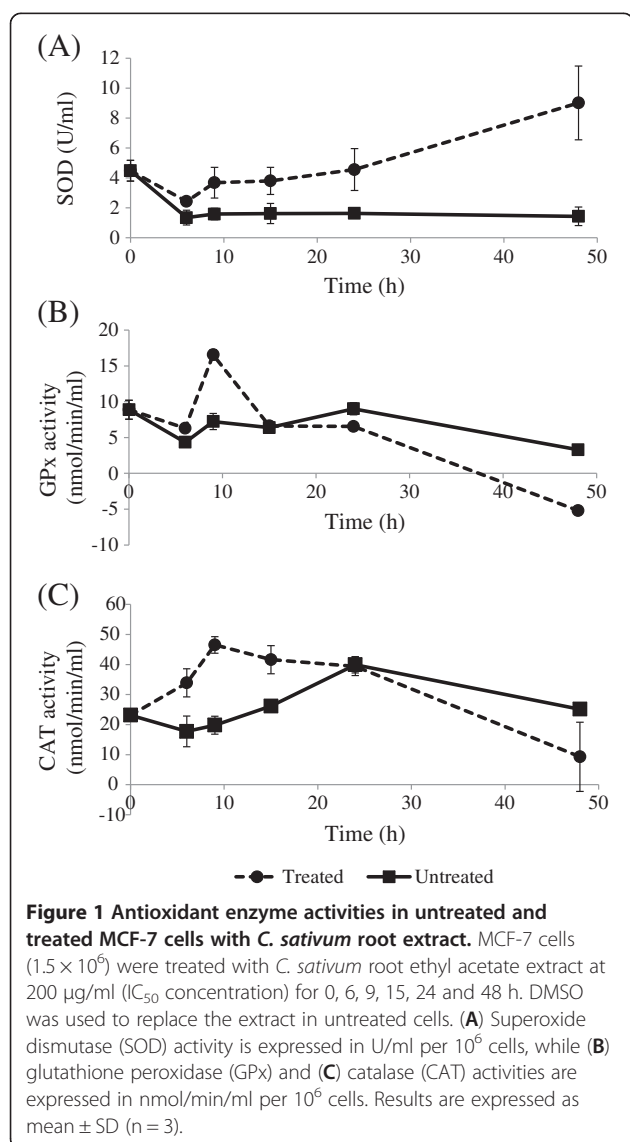 (A)
12
10
8
6
4
2
0
SOD (U/ml)
0 10 20 30 40 50
Time (h)
(B)
20
15
10
5
0
-5
-10
GPx activity
(nmol/min/ml)
0 10 20 30 40 50
Time (h)
(C)
60
50
40
30
20
10
0
-10
CAT activity
(nmol/min/ml)
0 10 20 30 40 50
Time (h)
Treated Untreated
Figure 1 Antioxidant enzyme activities in untreated and
treated MCF-7 cells with C. sativum root extract. MCF-7 cells
(1.5 × 10⁶) were treated with C. sativum root ethyl acetate extract at
200 μg/ml (IC₅₀ concentration) for 0, 6, 9, 15, 24 and 48 h. DMSO
was used to replace the extract in untreated cells. (A) Superoxide
dismutase (SOD) activity is expressed in U/ml per 10⁶ cells, while (B)
glutathione peroxidase (GPx) and (C) catalase (CAT) activities are
expressed in nmol/min/ml per 10⁶ cells. Results are expressed as
mean ± SD (n = 3).